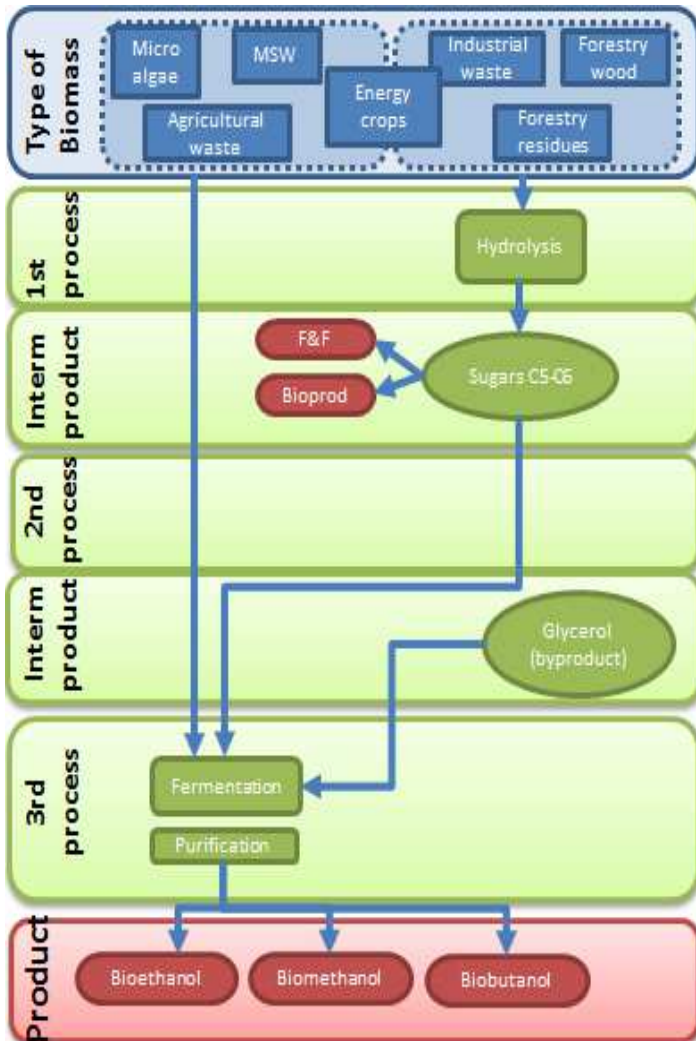 Type of
Biomass
Micro
algae
MSW
Agricultural
waste
Energy
crops
Industrial
waste
Forestry
wood
Forestry
residues
1st
process
Hydrolysis
Interm
product
F&F
Bioprod
Sugars C5-C6
2nd
process
Interm
product
Glycerol
(byproduct)
3rd
process
Fermentation
Purification
Product
Bioethanol
Biomethanol
Biobutanol